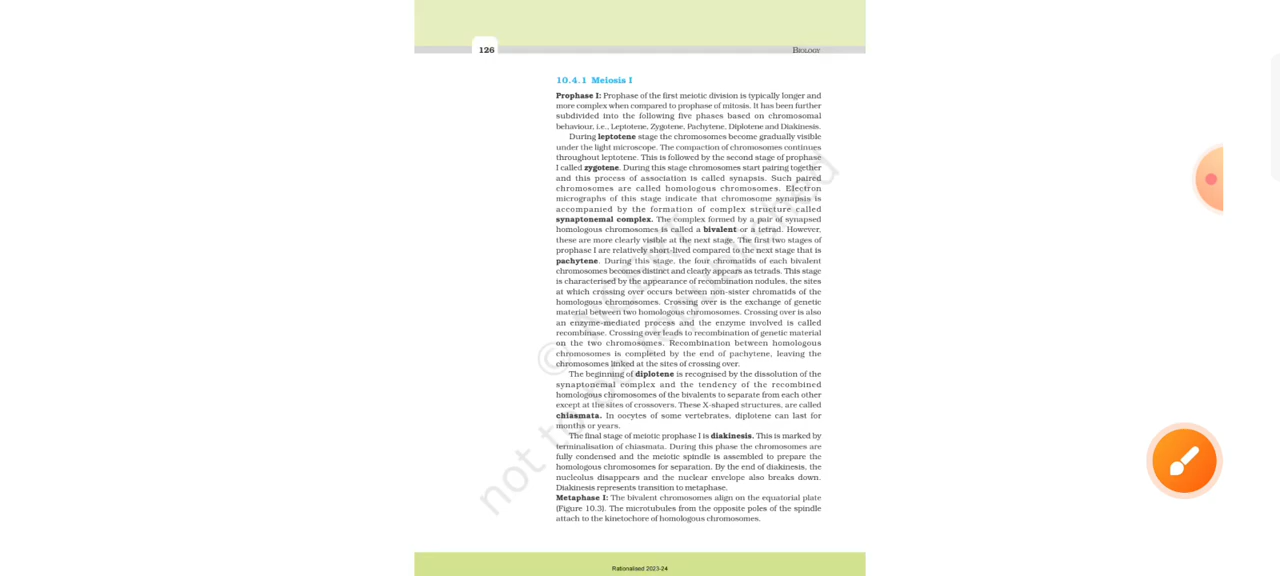 126
BIOLOGY
10.4.1 Meiosis I
Prophase I: Prophase of the first meiotic division is typically longer and
more complex when compared to prophase of mitosis. It has been further
subdivided into the following five phases based on chromosomal
behaviour, i.e., Leptotene, Zygotene, Pachytene, Diplotene and Diakinesis.
During leptotene stage the chromosomes become gradually visible
under the light microscope. The compaction of chromosomes continues
throughout leptotene. This is followed by the second stage of prophase
I called zygotene. During this stage chromosomes start pairing together
and this process of association is called synapsis. Such paired
chromosomes are called homologous chromosomes. Electron
micrographs of this stage indicate that chromosome synapsis is
accompanied by the formation of complex structure called
synaptonemal complex. The complex formed by a pair of synapsed
homologous chromosomes is called a bivalent or a tetrad. However,
these are more clearly visible at the next stage. The first two stages of
prophase I are relatively short-lived compared to the next stage that is
pachytene. During this stage, the four chromatids of each bivalent
chromosomes becomes distinct and clearly appears as tetrads. This stage
is characterised by the appearance of recombination nodules, the sites
at which crossing over occurs between non-sister chromatids of the
homologous chromosomes. Crossing over is the exchange of genetic
material between two homologous chromosomes. Crossing over is also
an enzyme-mediated process and the enzyme involved is called
recombinase. Crossing over leads to recombination of genetic material
on the two chromosomes. Recombination between homologous
chromosomes is completed by the end of pachytene, leaving the
chromosomes linked at the sites of crossing over.
The beginning of diplotene is recognised by the dissolution of the
synaptonemal complex and the tendency of the recombined
homologous chromosomes of the bivalents to separate from each other
except at the sites of crossovers. These X-shaped structures, are called
chiasmata. In oocytes of some vertebrates, diplotene can last for
months or years.
The final stage of meiotic prophase I is diakinesis. This is marked by
terminalisation of chiasmata. During this phase the chromosomes are
fully condensed and the meiotic spindle is assembled to prepare the
homologous chromosomes for separation. By the end of diakinesis, the
nucleolus disappears and the nuclear envelope also breaks down.
Diakinesis represents transition to metaphase.
Metaphase I: The bivalent chromosomes align on the equatorial plate
(Figure 10.3). The microtubules from the opposite poles of the spindle
attach to the kinetochore of homologous chromosomes.
Rationalised 2023-24